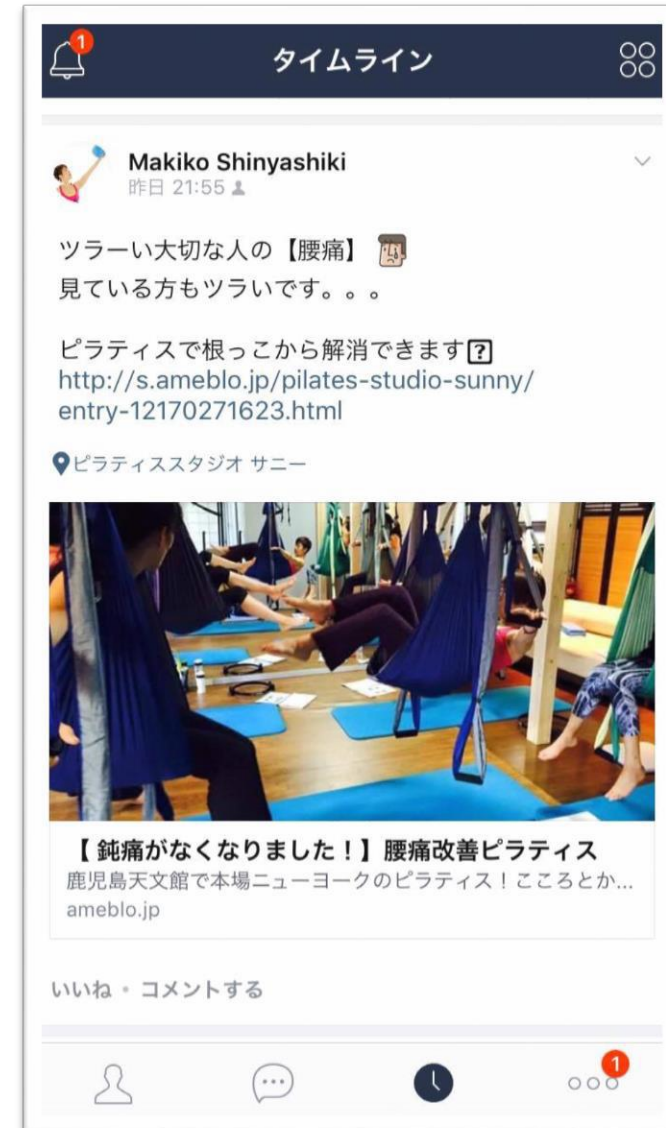 1
タイムライン
Makiko Shinyashiki
昨日 21:55
ツラーい大切な人の【腰痛】
見ている方もツラいです。。。
ピラティスで根っこから解消できます?
http://s.ameblo.jp/pilates-studio-sunny/
entry-12170271623.html
ピラティススタジオ サニー
【 鈍痛がなくなりました！】腰痛改善ピラティス
鹿児島天文館で本場ニューヨークのピラティス！こころとか...
ameblo.jp
いいね • コメントする
1